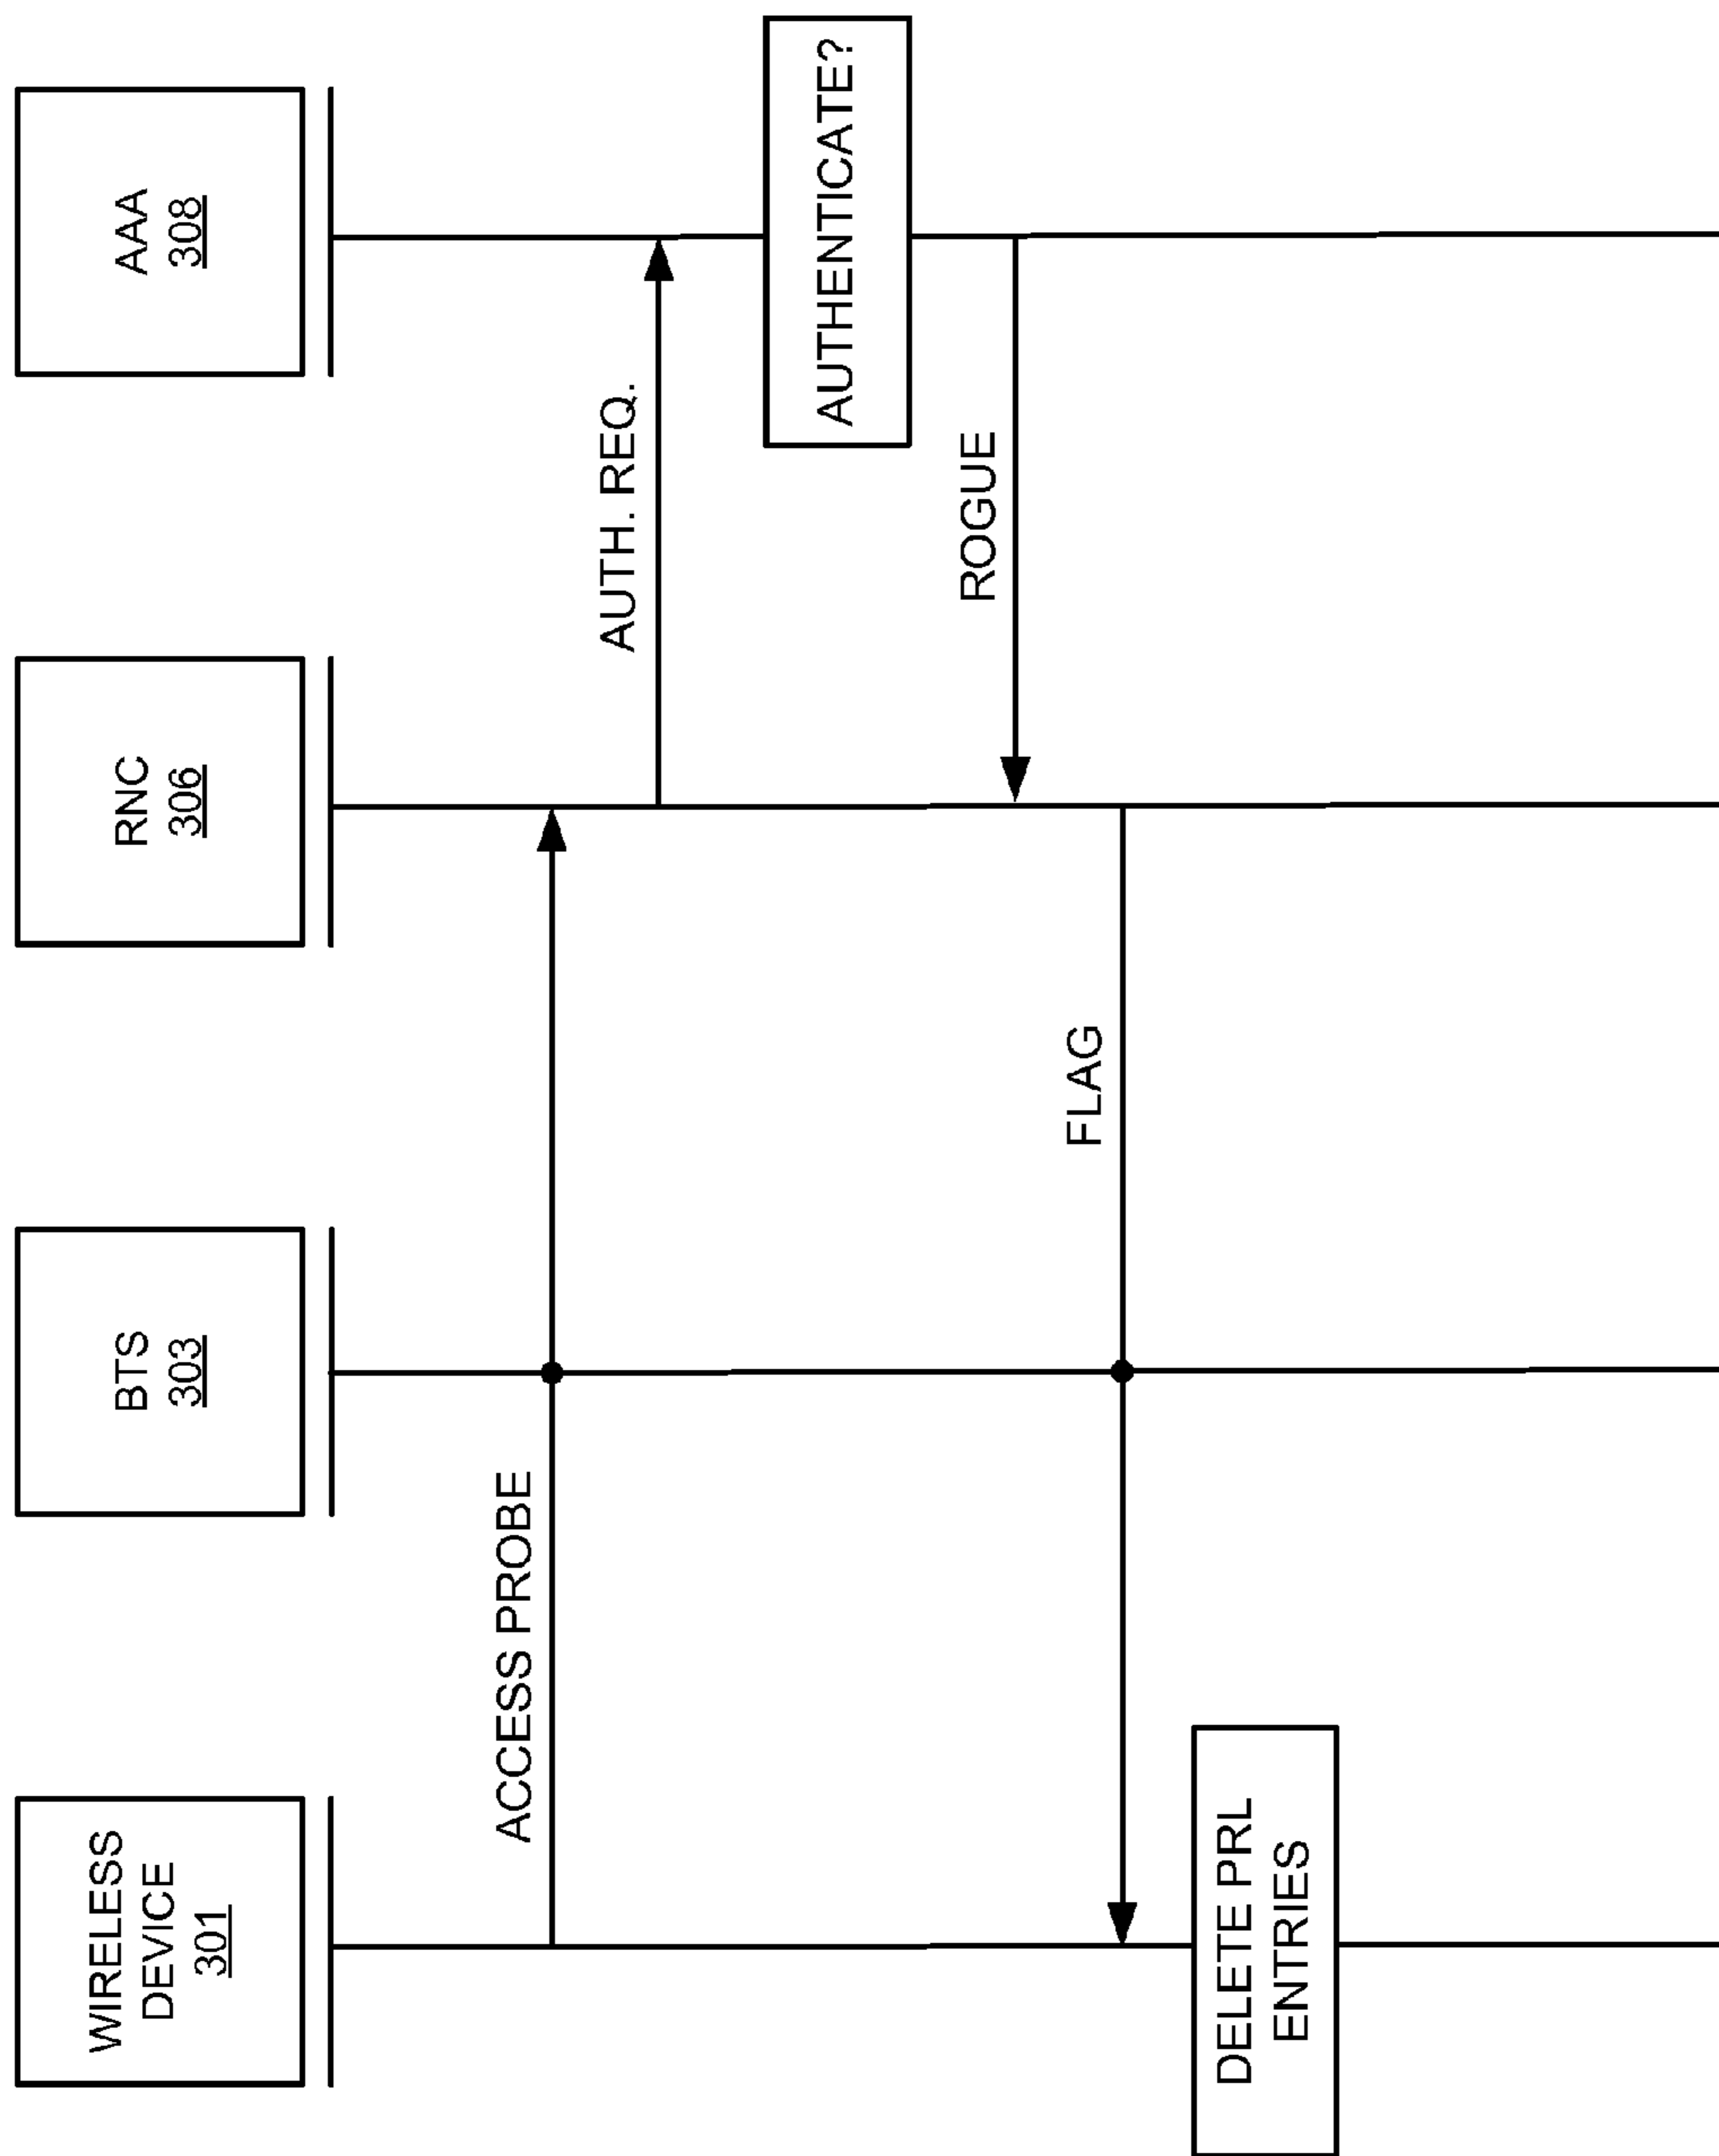 WIRELESS
DEVICE
301
BTS
303
RNC
306
AAA
308
ACCESS PROBE
AUTH. REQ.
AUTHENTICATE?
ROGUE
FLAG
DELETE PRL
ENTRIES